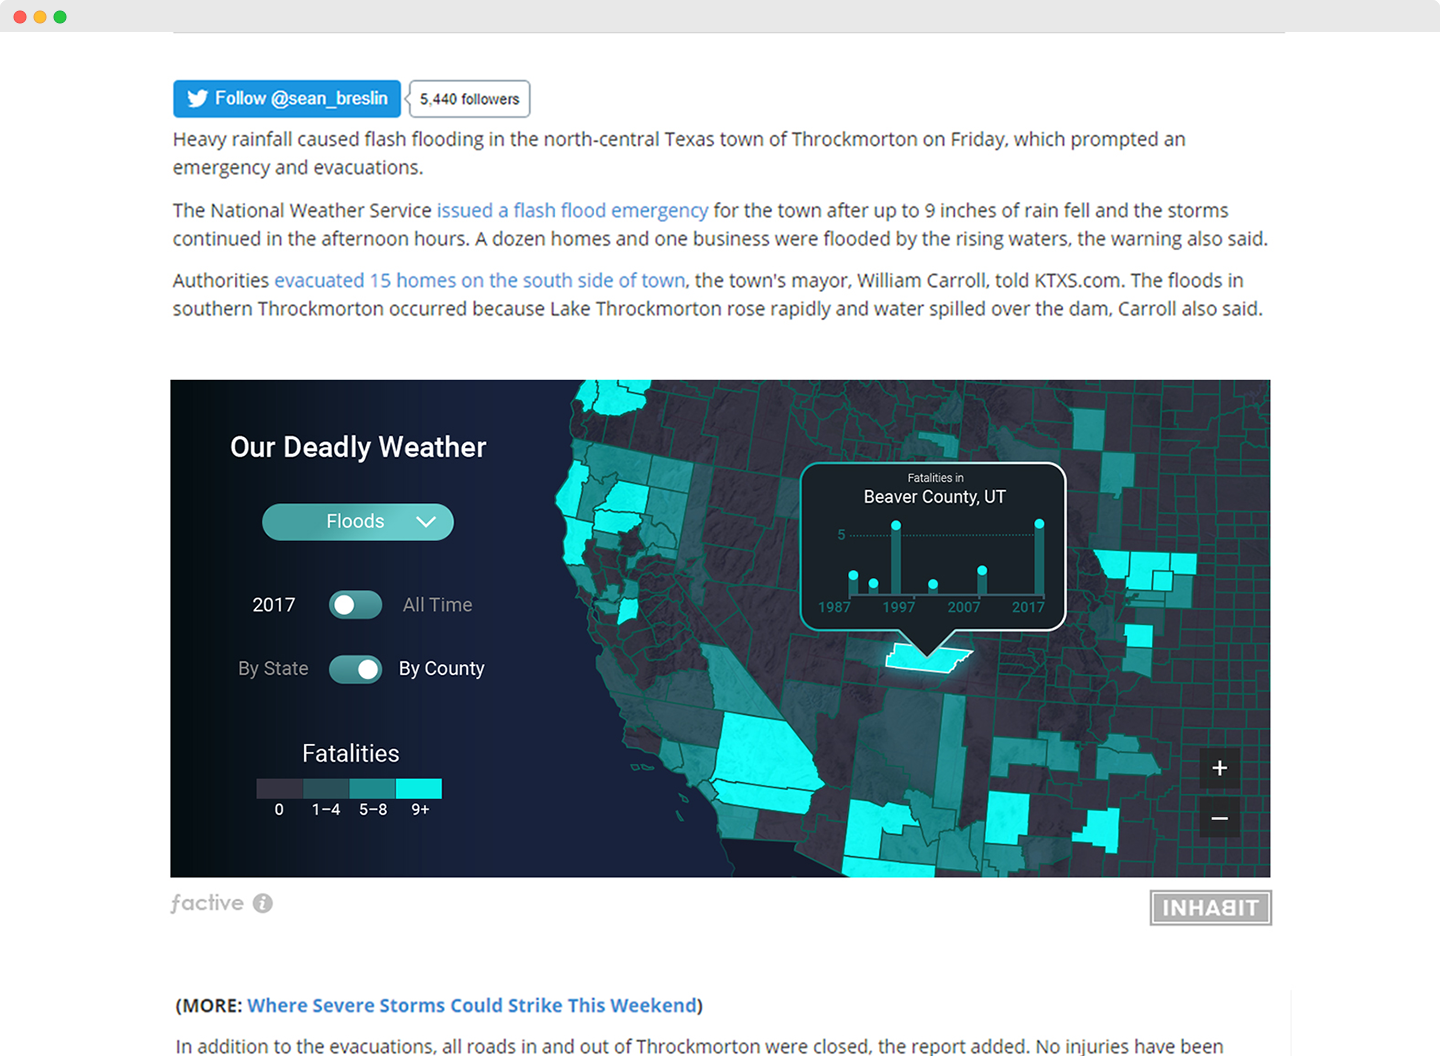 Follow @sean_breslin
5,440 followers
Heavy rainfall caused flash flooding in the north-central Texas town of Throckmorton on Friday, which prompted an
emergency and evacuations.
The National Weather Service issued a flash flood emergency for the town after up to 9 inches of rain fell and the storms
continued in the afternoon hours. A dozen homes and one business were flooded by the rising waters, the warning also said.
Authorities evacuated 15 homes on the south side of town, the town's mayor, William Carroll, told KTXS.com. The floods in
southern Throckmorton occurred because Lake Throckmorton rose rapidly and water spilled over the dam, Carroll also said.
Our Deadly Weather
Floods
2017 All Time
By State By County
Fatalities
0 1–4 5–8 9+
Fatalities in
Beaver County, UT
5
1987 1997 2007 2017
+
−
factive i
INHABIT
(MORE: Where Severe Storms Could Strike This Weekend)
In addition to the evacuations, all roads in and out of Throckmorton were closed, the report added. No injuries have been